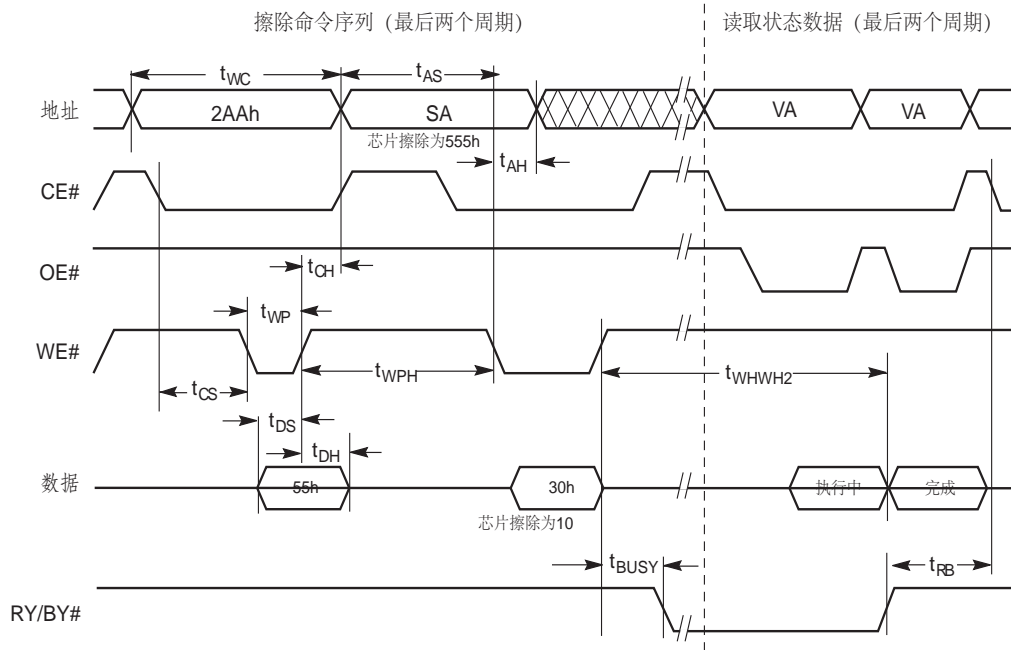 擦除命令序列 (最后两个周期)
读取状态数据 (最后两个周期)
tWC
tAS
地址
2AAh
SA
VA
VA
芯片擦除为555h
tAH
CE#
OE#
tCH
tWP
WE#
tWPH
tWHWH2
tCS
tDS
tDH
数据
55h
30h
执行中
完成
芯片擦除为10
tBUSY
tRB
RY/BY#